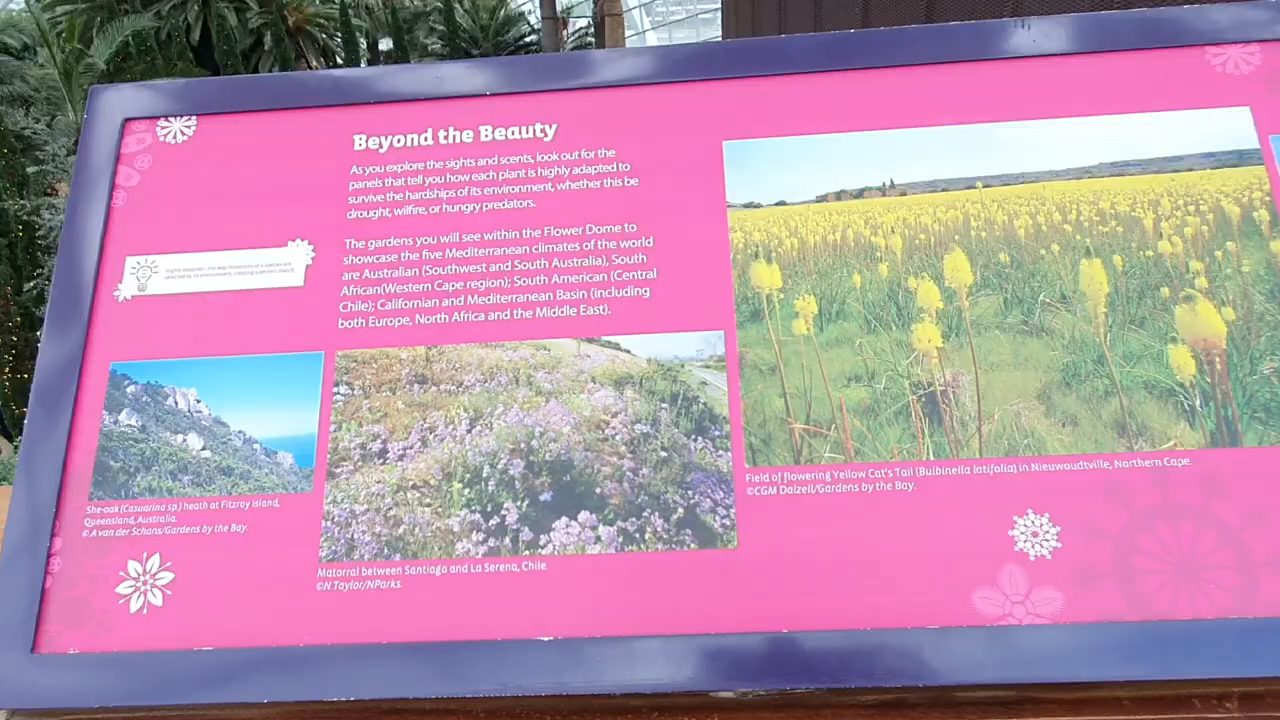 Beyond the Beauty
As you explore the sights and scents, look out for the
panels that tell you how each plant is highly adapted to
survive the hardships of its environment, whether this be
drought, wilfire, or hungry predators.
The gardens you will see within the Flower Dome to
showcase the five Mediterranean climates of the world
are Australian (Southwest and South Australia), South
African(Western Cape region); South American (Central
Chile); Californian and Mediterranean Basin (including
both Europe, North Africa and the Middle East).
Highly adapted - the way
She-oak (Casuarina sp.) heath at Fitzroy Island,
Queensland, Australia.
©A van der Schans/Gardens by the Bay.
Matorral between Santiago and La Serena, Chile.
©N Taylor/NParks.
Field of flowering Yellow Cat's Tail (Bulbinella latifolia) in Nieuwoudtville, Northern Cape.
©CGM Dalzell/Gardens by the Bay.